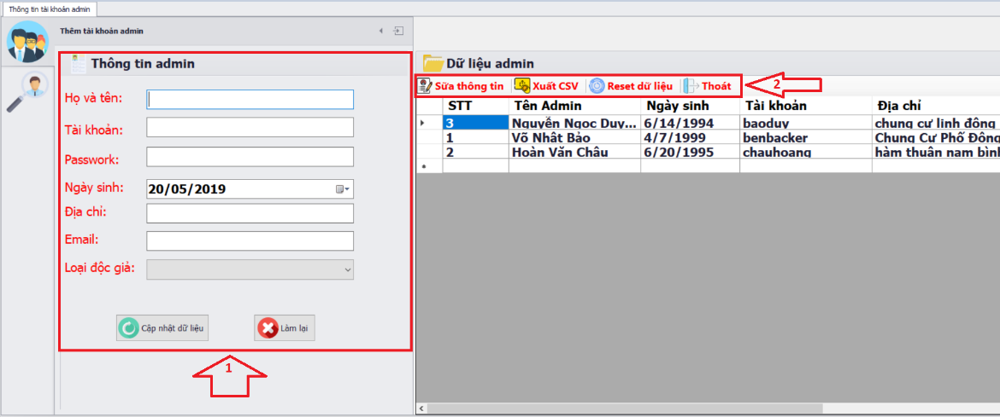 Thông tin tài khoản admin
Thêm tài khoản admin
Thông tin admin
Họ và tên:
Tài khoản:
Passwork:
Ngày sinh:
20/05/2019
Địa chỉ:
Email:
Loại độc giả:
Cập nhật dữ liệu
Làm lại
1
Dữ liệu admin
Sữa thông tin
Xuất CSV
Reset dữ liệu
Thoát
2
STT Tên Admin Ngày sinh Tài khoản Địa chỉ
3 Nguyễn Ngọc Duy... 6/14/1994 baoduy chung cư linh đông
1 Võ Nhật Bảo 4/7/1999 benbacker Chung Cư Phố Đông
2 Hoàn Văn Châu 6/20/1995 chauhoang hàm thuân nam bình